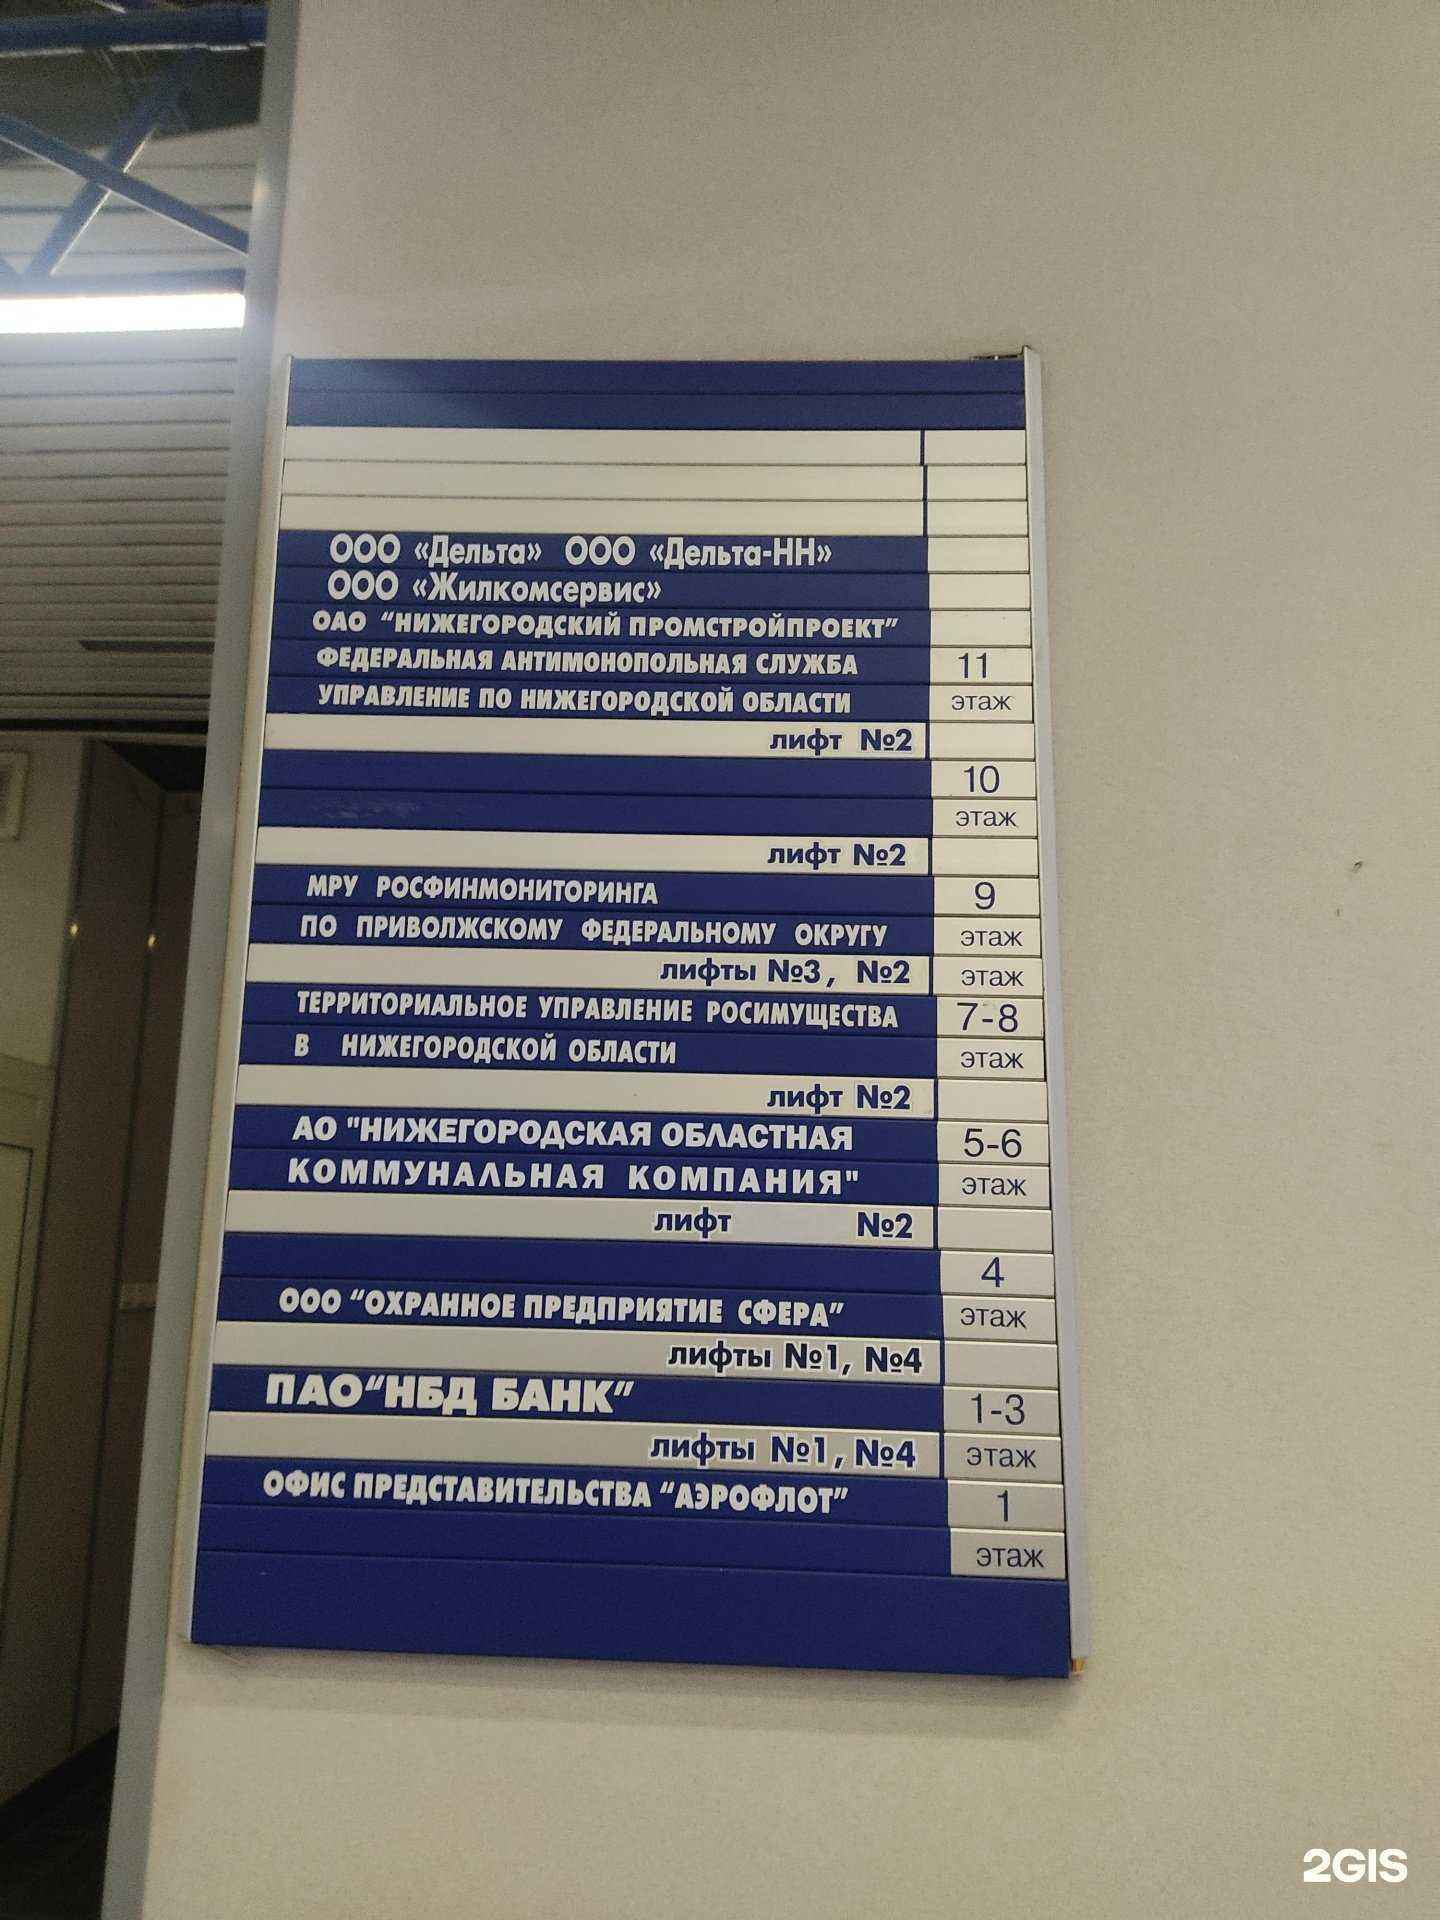 ООО «Дельта» ООО «Дельта-НН»
ООО «Жилкомсервис»
ОАО "НИЖЕГОРОДСКИЙ ПРОМСТРОЙПРОЕКТ"
ФЕДЕРАЛЬНАЯ АНТИМОНОПОЛЬНАЯ СЛУЖБА 11
УПРАВЛЕНИЕ ПО НИЖЕГОРОДСКОЙ ОБЛАСТИ этаж
лифт №2
10
этаж
лифт №2
МРУ РОСФИНМОНИТОРИНГА 9
ПО ПРИВОЛЖСКОМУ ФЕДЕРАЛЬНОМУ ОКРУГУ этаж
лифты №3, №2 этаж
ТЕРРИТОРИАЛЬНОЕ УПРАВЛЕНИЕ РОСИМУЩЕСТВА 7-8
В НИЖЕГОРОДСКОЙ ОБЛАСТИ этаж
лифт №2
АО "НИЖЕГОРОДСКАЯ ОБЛАСТНАЯ 5-6
КОММУНАЛЬНАЯ КОМПАНИЯ" этаж
лифт №2
4
ООО "ОХРАННОЕ ПРЕДПРИЯТИЕ СФЕРА" этаж
лифты №1, №4
ПАО "НБД БАНК" 1-3
лифты №1, №4 этаж
ОФИС ПРЕДСТАВИТЕЛЬСТВА "АЭРОФЛОТ" 1
этаж
2GIS